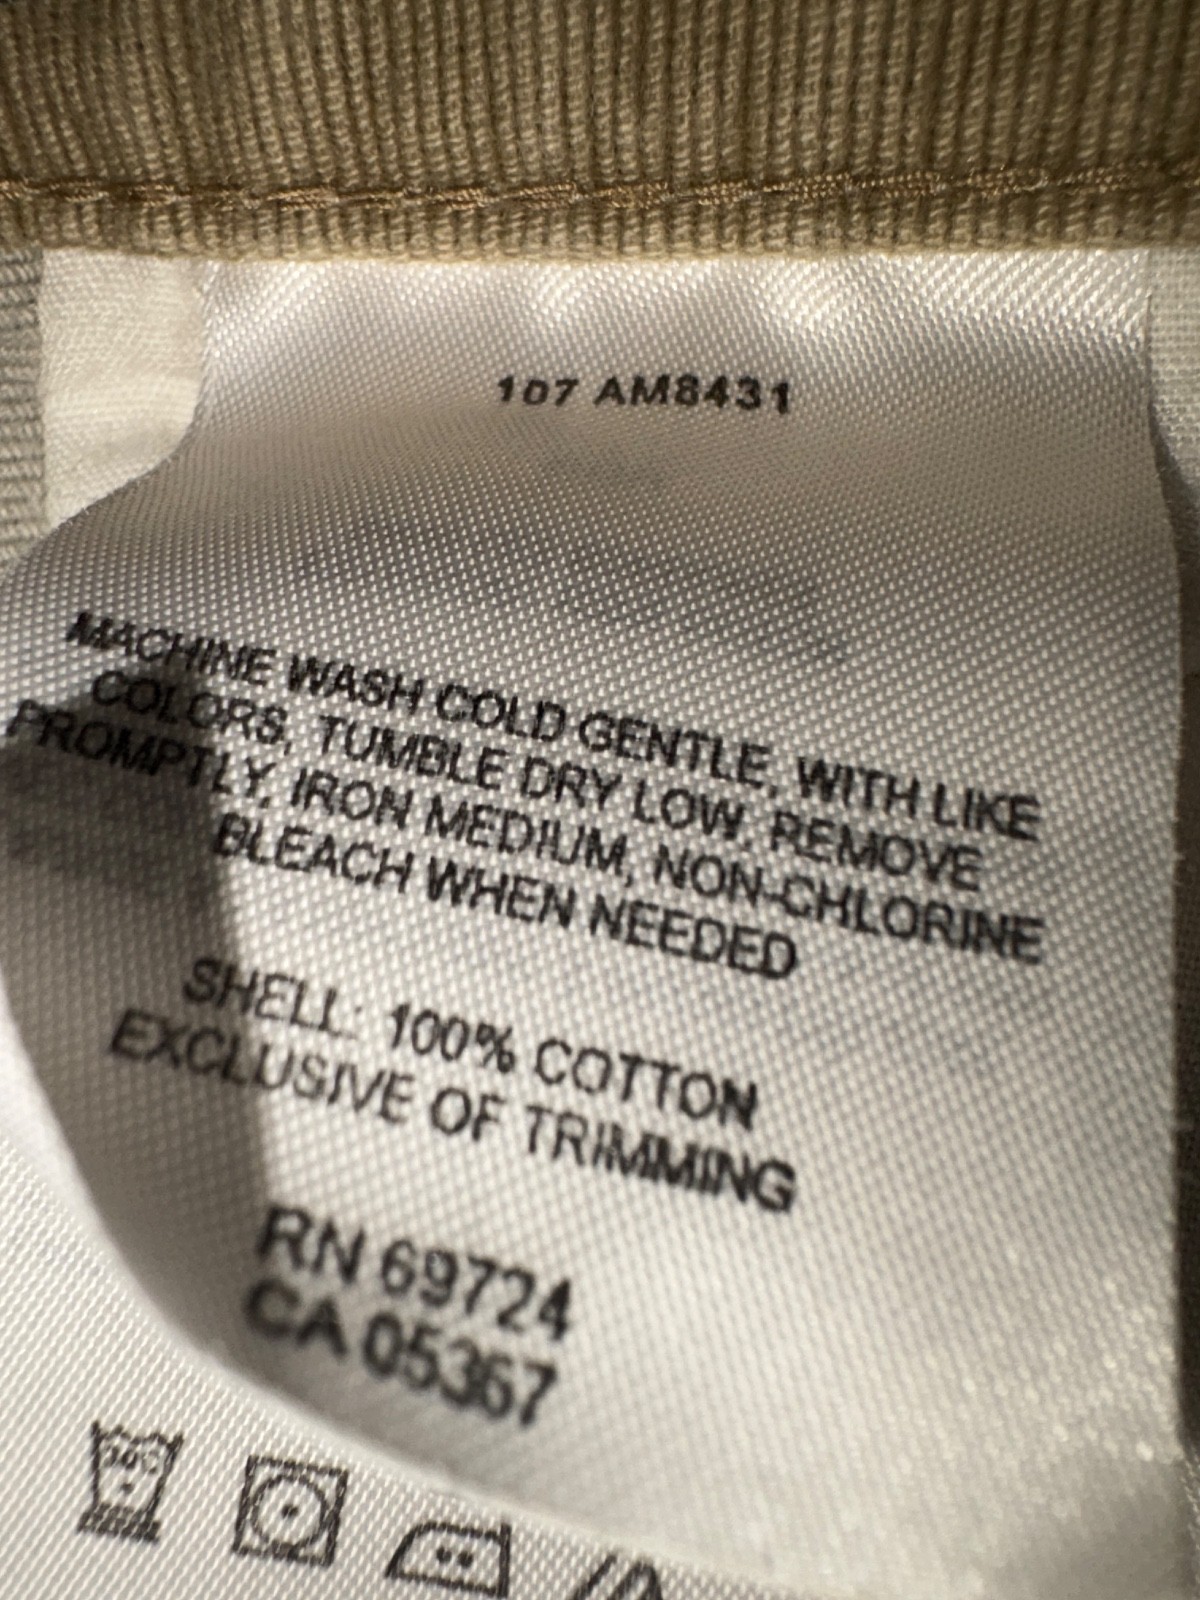 107 AM8431
MACHINE WASH COLD GENTLE, WITH LIKE
COLORS, TUMBLE DRY LOW, REMOVE
PROMPTLY, IRON MEDIUM, NON-CHLORINE
BLEACH WHEN NEEDED
SHELL: 100% COTTON
EXCLUSIVE OF TRIMMING
RN 69724
CA 05367
30°C